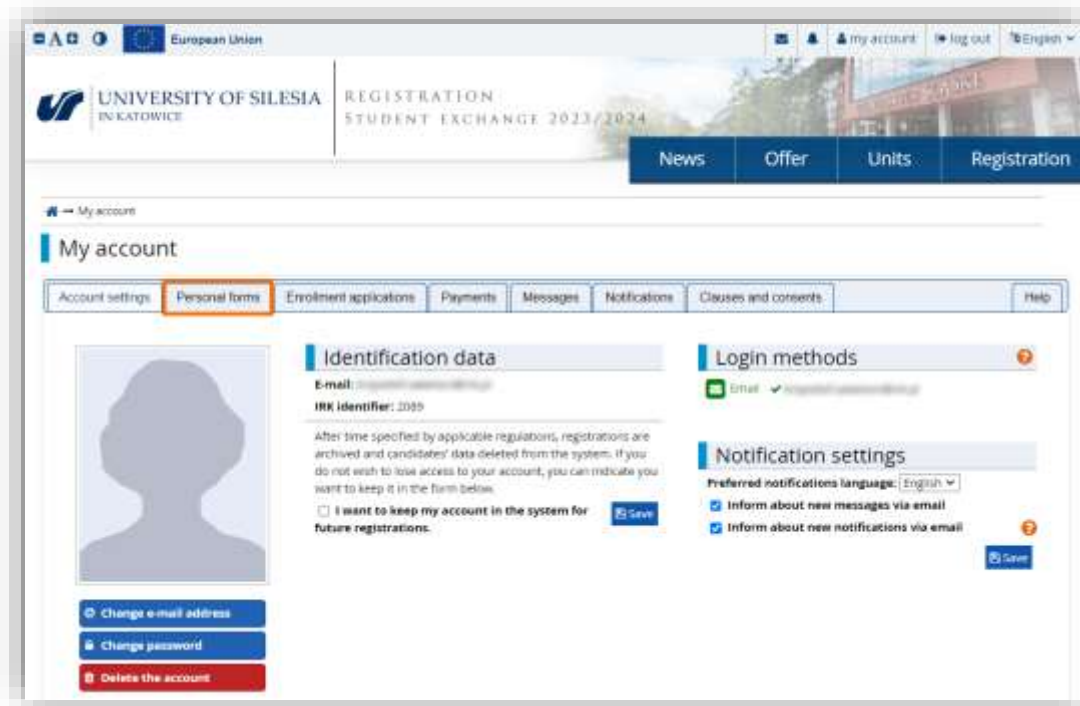 A
European Union
my account
log out
English
UNIVERSITY OF SILESIA
IN KATOWICE
REGISTRATION
STUDENT EXCHANGE 2023/2024
News
Offer
Units
Registration
→ My account
My account
Account settings
Personal forms
Enrollment applications
Payments
Messages
Notifications
Clauses and consents
Help
Identification data
E-mail:
IRK identifier: 2089
After time specified by applicable regulations, registrations are
archived and candidates' data deleted from the system. If you
do not wish to lose access to your account, you can indicate you
want to keep it in the form below.
I want to keep my account in the system for
future registrations.
Save
Login methods
Email
Notification settings
Preferred notifications language: English
Inform about new messages via email
Inform about new notifications via email
Save
Change e-mail address
Change password
Delete the account